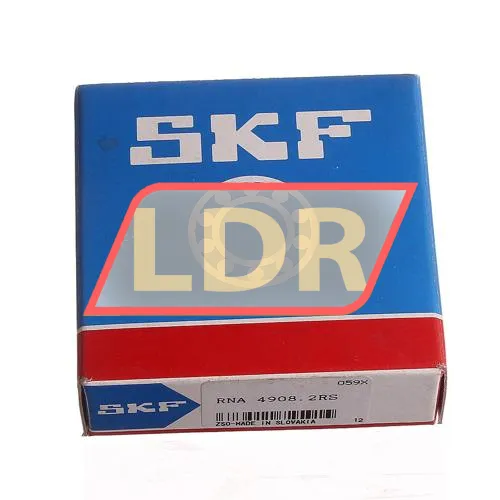 SKF
LDR
059X
RNA 4908.2RS
SKF
ZSO-MADE IN SLOVAKIA 12